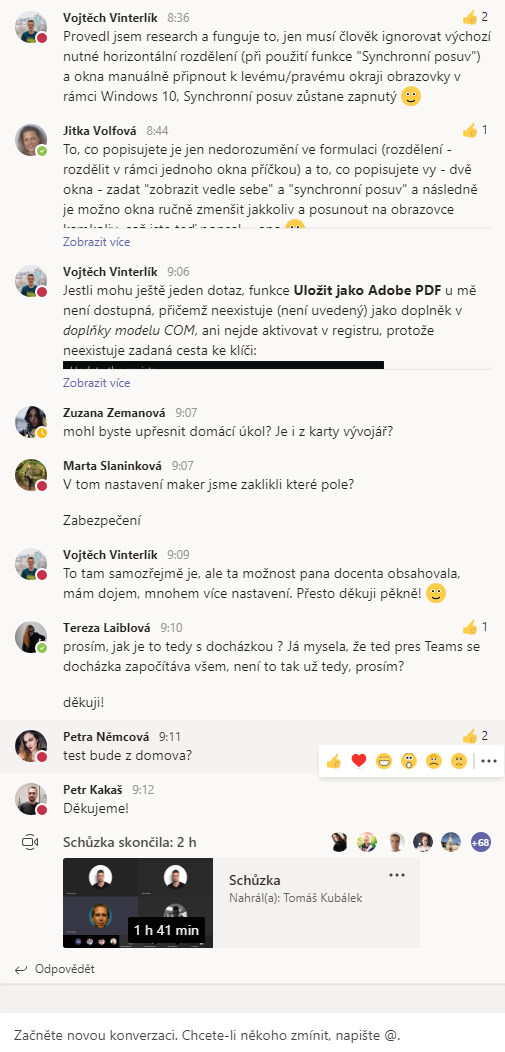 Vojtěch Vinterlík 8:36 2
Provedl jsem research a funguje to, jen musí člověk ignorovat výchozí
nutné horizontální rozdělení (při použití funkce "Synchronní posuv")
a okna manuálně připnout k levému/pravému okraji obrazovky v
rámci Windows 10, Synchronní posuv zůstane zapnutý
Jitka Volfová 8:44 1
To, co popisujete je jen nedorozumění ve formulaci (rozdělení -
rozdělit v rámci jednoho okna příčkou) a to, co popisujete vy - dvě
okna - zadat "zobrazit vedle sebe" a "synchronní posuv" a následně
je možno okna ručně zmenšit jakkoliv a posunout na obrazovce
Zobrazit více
Vojtěch Vinterlík 9:06
Jestli mohu ještě jeden dotaz, funkce Uložit jako Adobe PDF u mě
není dostupná, přičemž neexistuje (není uvedený) jako doplněk v
doplňky modelu COM, ani nejde aktivovat v registru, protože
neexistuje zadaná cesta ke klíči:
Zobrazit více
Zuzana Zemanová 9:07
mohl byste upřesnit domácí úkol? Je i z karty vývojář?
Marta Slaninková 9:07
V tom nastavení maker jsme zaklikli které pole?
Zabezpečení
Vojtěch Vinterlík 9:09
To tam samozřejmě je, ale ta možnost pana docenta obsahovala,
mám dojem, mnohem více nastavení. Přesto děkuji pěkně!
Tereza Laiblová 9:10 1
prosím, jak je to tedy s docházkou ? Já mysela, že ted pres Teams se
docházka započítáva všem, není to tak už tedy, prosím?
děkuji!
Petra Němcová 9:11 2
test bude z domova?
Petr Kakaš 9:12
Děkujeme!
Schůzka skončila: 2 h +68
Schůzka
Nahrál(a): Tomáš Kubálek
1 h 41 min
Odpovědět
Začněte novou konverzaci. Chcete-li někoho zmínit, napište @.